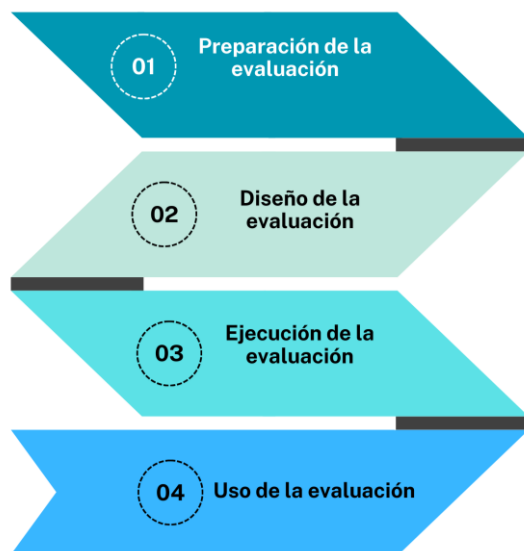 01
Preparación de la
evaluación
02
Diseño de la
evaluación
03
Ejecución de la
evaluación
04
Uso de la evaluación